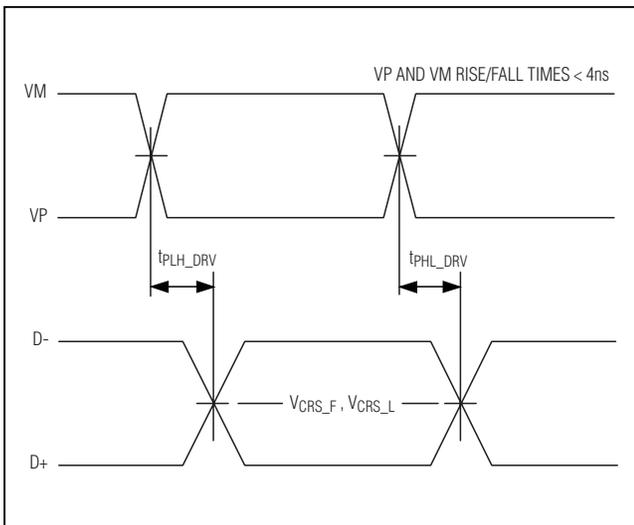 VP AND VM RISE/FALL TIMES < 4ns
VM
VP
tPLH_DRV
tPHL_DRV
D-
VCRS_F , VCRS_L
D+